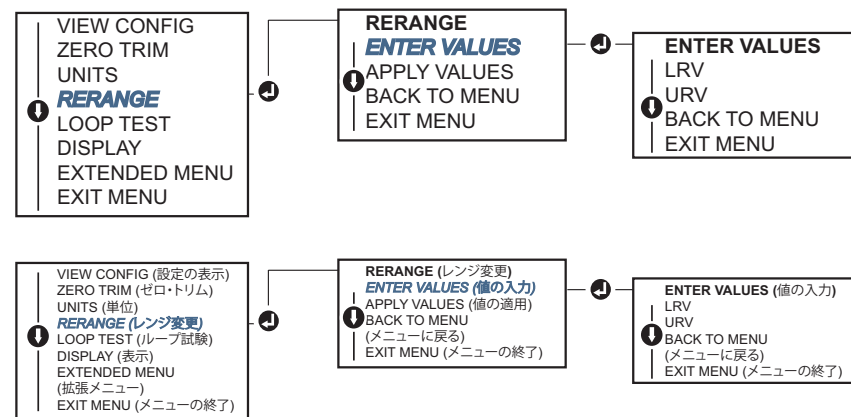 VIEW CONFIG
ZERO TRIM
UNITS
RERANGE
LOOP TEST
DISPLAY
EXTENDED MENU
EXIT MENU
RERANGE
ENTER VALUES
APPLY VALUES
BACK TO MENU
EXIT MENU
ENTER VALUES
LRV
URV
BACK TO MENU
EXIT MENU
VIEW CONFIG (設定の表示)
ZERO TRIM (ゼロ・トリム)
UNITS (単位)
RERANGE (レンジ変更)
LOOP TEST (ループ試験)
DISPLAY (表示)
EXTENDED MENU
(拡張メニュー)
EXIT MENU (メニューの終了)
RERANGE (レンジ変更)
ENTER VALUES (値の入力)
APPLY VALUES (値の適用)
BACK TO MENU
(メニューに戻る)
EXIT MENU (メニューの終了)
ENTER VALUES (値の入力)
LRV
URV
BACK TO MENU
(メニューに戻る)
EXIT MENU (メニューの終了)